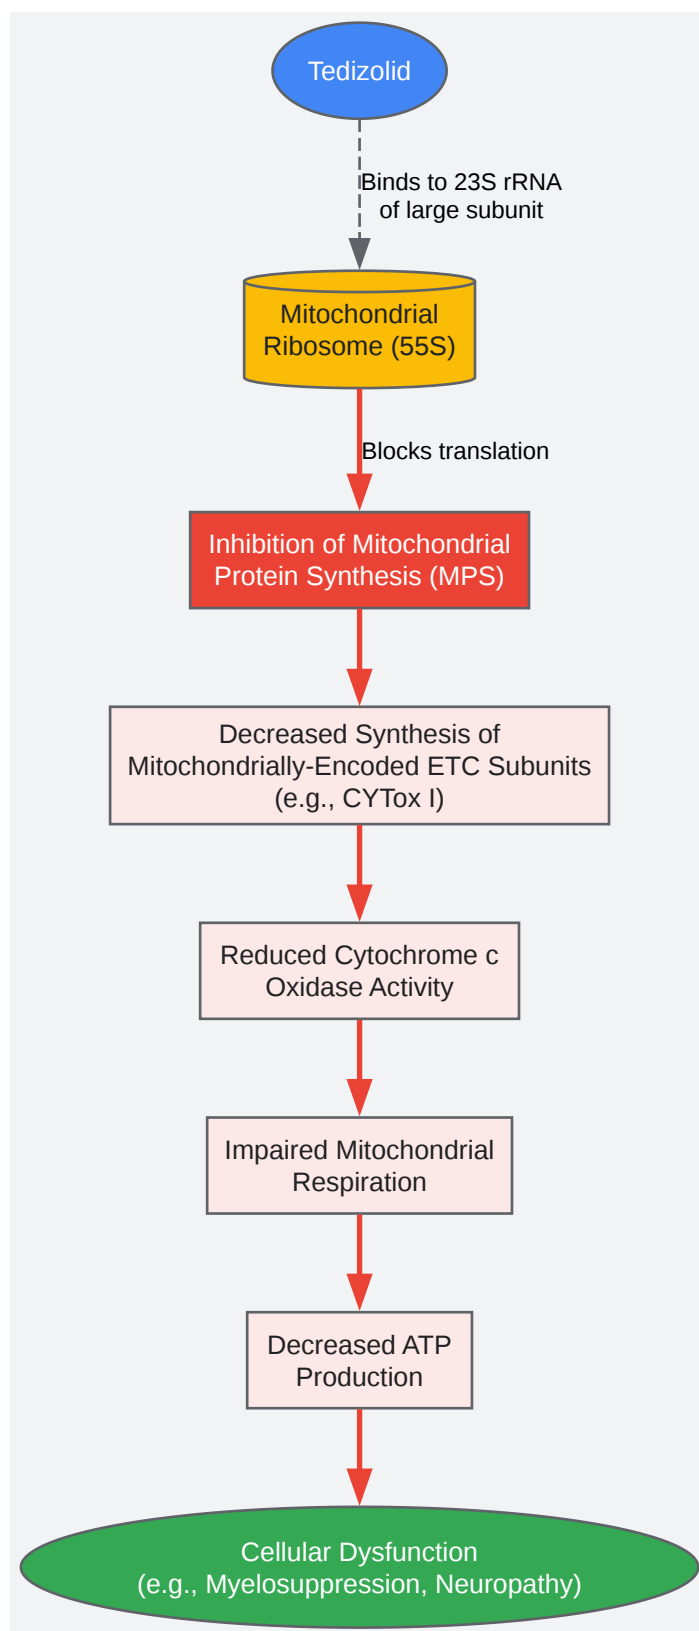 Tedizolid
Binds to 23S rRNA
of large subunit
Mitochondrial
Ribosome (55S)
Blocks translation
Inhibition of Mitochondrial
Protein Synthesis (MPS)
Decreased Synthesis of
Mitochondrially-Encoded ETC Subunits
(e.g., CYTox I)
Reduced Cytochrome c
Oxidase Activity
Impaired Mitochondrial
Respiration
Decreased ATP
Production
Cellular Dysfunction
(e.g., Myelosuppression, Neuropathy)